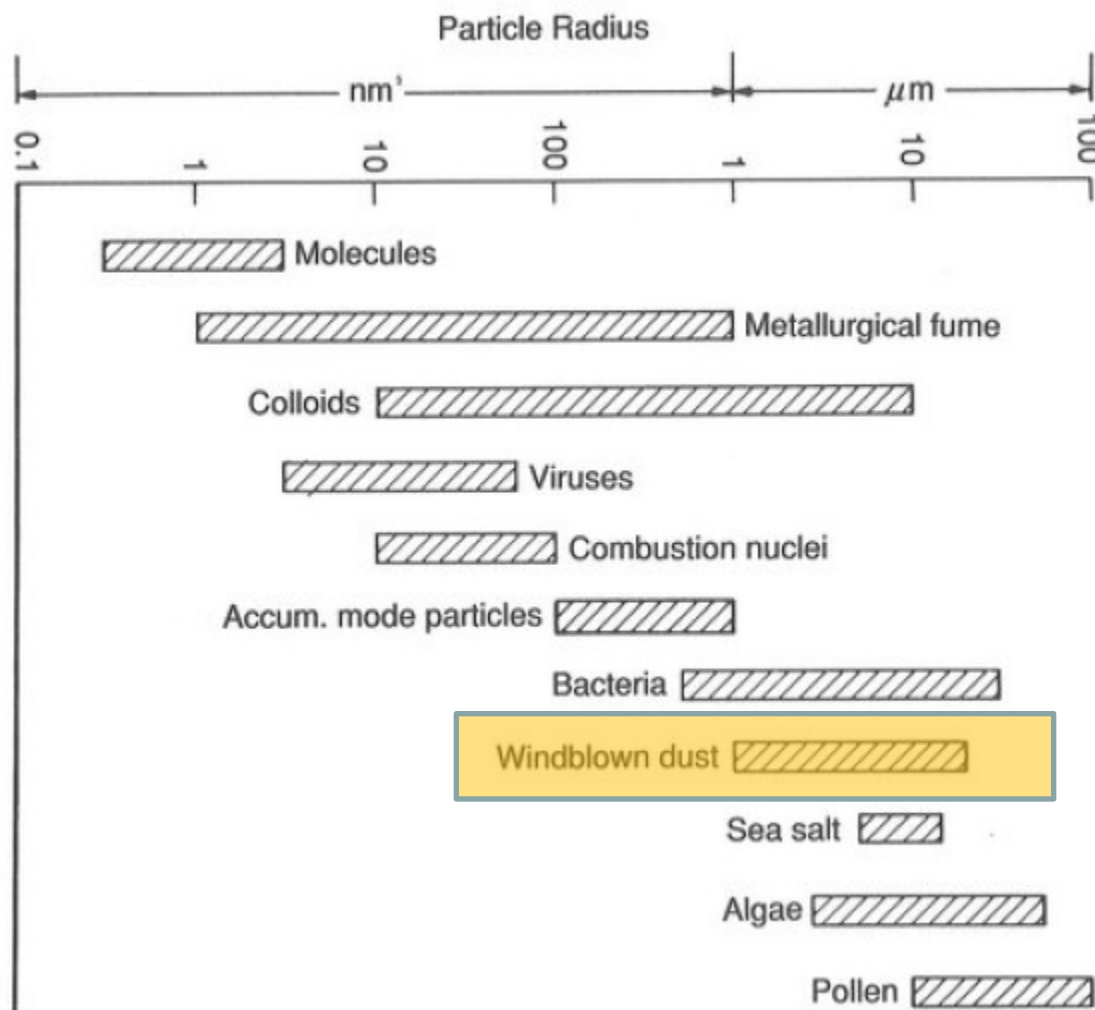 Particle Radius
nm' μm
0.1 1 10 100 1 10 100
Molecules
Metallurgical fume
Colloids
Viruses
Combustion nuclei
Accum. mode particles
Bacteria
Windblown dust
Sea salt
Algae
Pollen